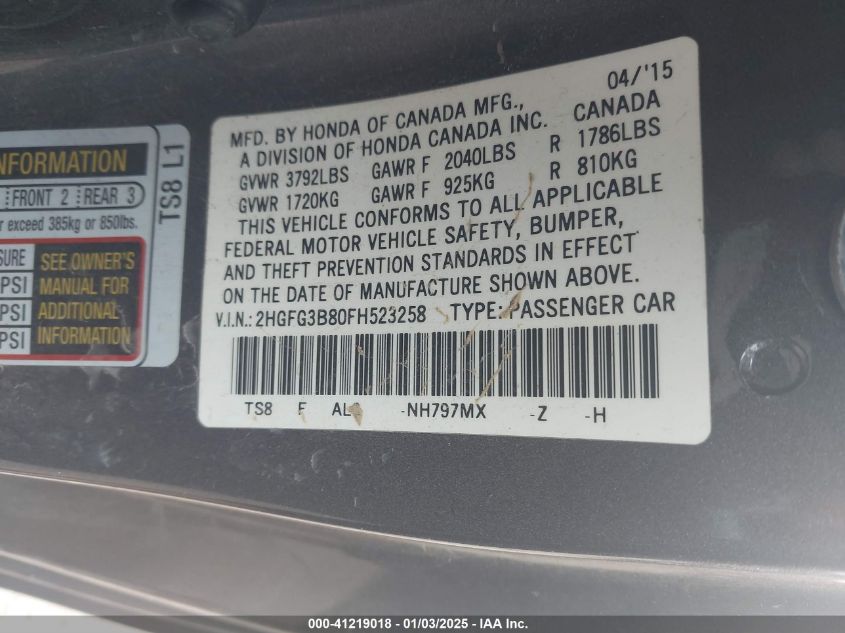 04/'15
MFD. BY HONDA OF CANADA MFG.,
A DIVISION OF HONDA CANADA INC. CANADA
GVWR 3792LBS GAWR F 2040LBS R 1786LBS
GVWR 1720KG GAWR F 925KG R 810KG
THIS VEHICLE CONFORMS TO ALL APPLICABLE
FEDERAL MOTOR VEHICLE SAFETY, BUMPER,
AND THEFT PREVENTION STANDARDS IN EFFECT
ON THE DATE OF MANUFACTURE SHOWN ABOVE.
V.I.N.: 2HGFG3B80FH523258 TYPE: PASSENGER CAR
TS8 -NH797MX -Z -H
TS8 L1
FRONT 2 REAR 3
exceed 385kg or 850lbs.
SEE OWNER'S
PSI MANUAL FOR
PSI ADDITIONAL
PSI INFORMATION
000-41219018 - 01/03/2025 - IAA Inc.